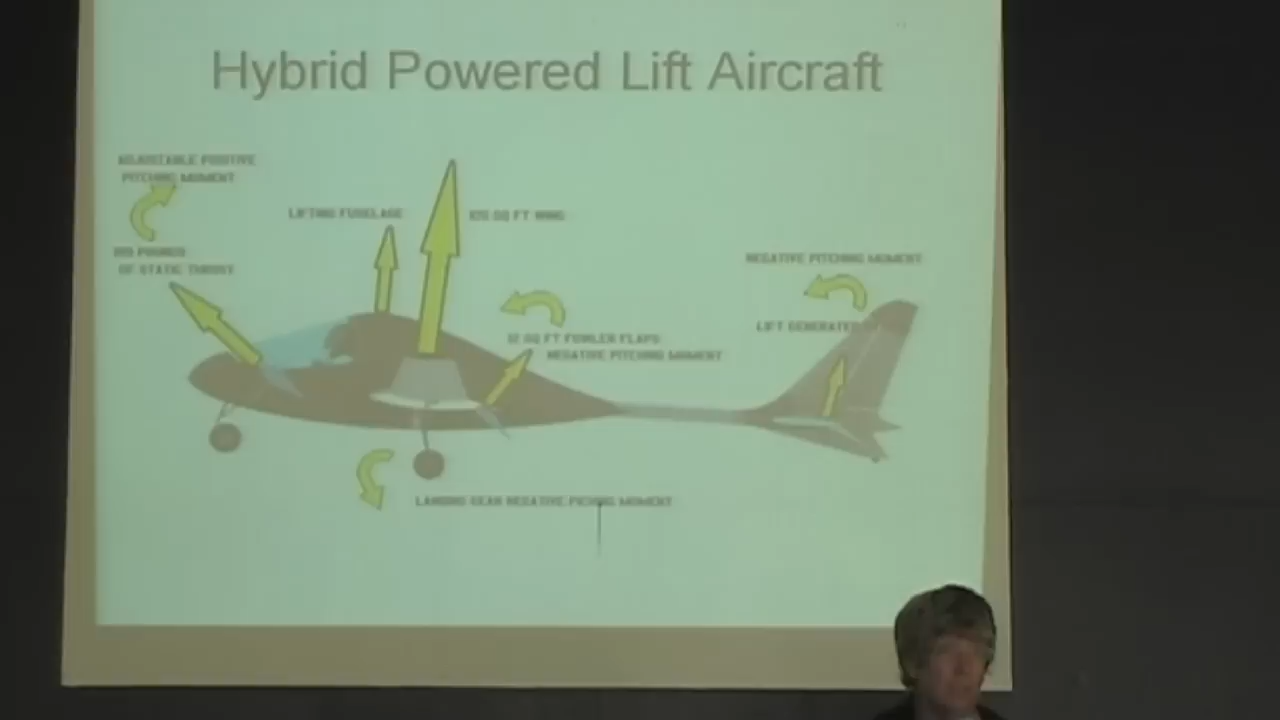 Hybrid Powered Lift Aircraft
ADJUSTABLE POSITIVE
PITCHING MOMENT
LIFTING FUSELAGE
SQ FT WING
POUNDS
OF STATIC THRUST
NEGATIVE PITCHING MOMENT
LIFT GENERATED
12 SQ FT FOWLER FLAPS
NEGATIVE PITCHING MOMENT
LANDING GEAR NEGATIVE MOMENT